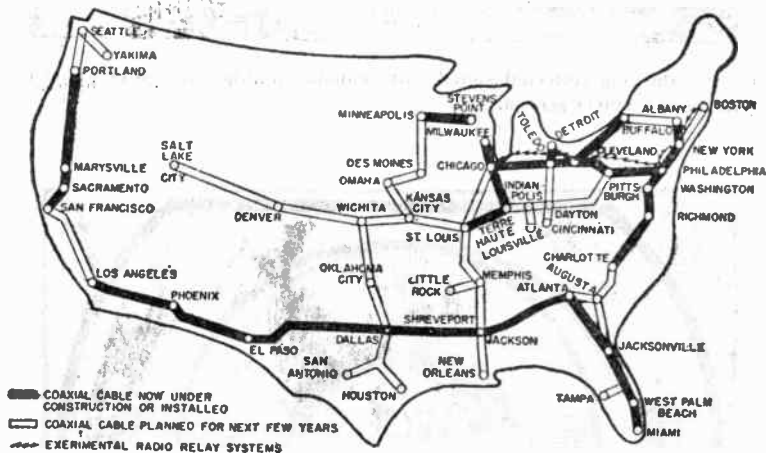 SEATTLE
YAKIMA
PORTLAND
STEVENS
POINT
MINNEAPOLIS
MILWAUKEE
TOLEDO
DETROIT
ALBANY
BOSTON
BUFFALO
CLEVELAND
NEW YORK
SALT
LAKE
CITY
DES MOINES
CHICAGO
PHILADELPHIA
MARYSVILLE
OMAHA
INDIAN
POLIS
PITTS
BURGH
WASHINGTON
SACRAMENTO
KANSAS
CITY
SAN FRANCISCO
DENVER
WICHITA
TERRE
HAUTE
DAYTON
RICHMOND
ST. LOUIS
LOUISVILLE
CINCINNATI
CHARLOTTE
LOS ANGELES
OKLAHOMA
CITY
LITTLE
ROCK
MEMPHIS
AUGUSTA
ATLANTA
PHOENIX
SHREVEPORT
EL PASO
DALLAS
JACKSON
JACKSONVILLE
SAN
ANTONIO
NEW
ORLEANS
HOUSTON
TAMPA
WEST PALM
BEACH
MIAMI
COAXIAL CABLE NOW UNDER
CONSTRUCTION OR INSTALLED
COAXIAL CABLE PLANNED FOR NEXT FEW YEARS
EXERIMENTAL RADIO RELAY SYSTEMS